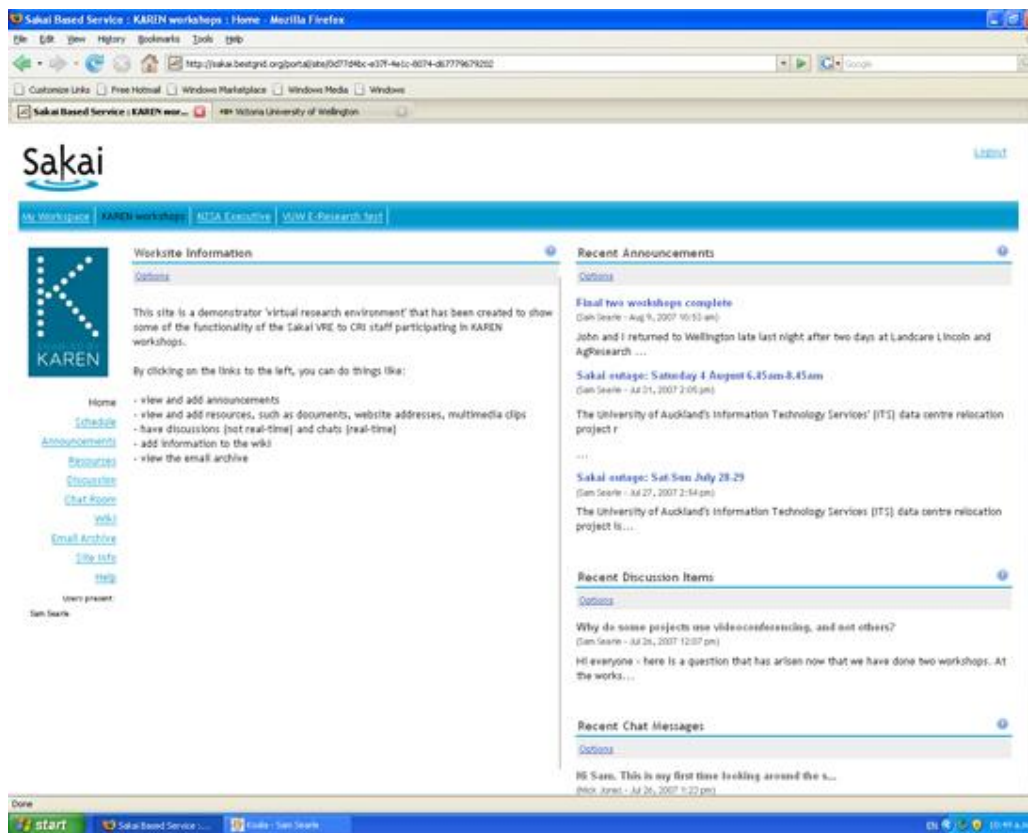 Sakai Based Service : KAREN workshops : Home - Mozilla Firefox
File Edit View History Bookmarks Tools Help
Google
Customize Links Free Hotmail Windows Marketplace Windows Media Windows
Sakai Based Service : KAREN wor... Victoria University of Wellington
Sakai
Logout
My Workspace KAREN workshops NZSA Executive VUW E-Research test
KAREN
Home
Schedule
Announcements
Resources
Discussion
Chat Room
Wiki
Email Archive
Site Info
Help
Users present:
Sam Searle
Worksite Information
Options
This site is a demonstrator 'virtual research environment' that has been created to show
some of the functionality of the Sakai VRE to CRI staff participating in KAREN
workshops.
By clicking on the links to the left, you can do things like:
- view and add announcements
- view and add resources, such as documents, website addresses, multimedia clips
- have discussions (not real-time) and chats (real-time)
- add information to the wiki
- view the email archive
Recent Announcements
Options
Final two workshops complete
(Sam Searle - Aug 9, 2007 10:53 am)
John and I returned to Wellington late last night after two days at Landcare Lincoln and
AgResearch ...
Sakai outage: Saturday 4 August 6.45am-8.45am
(Sam Searle - Jul 31, 2007 2:05 pm)
The University of Auckland's Information Technology Services' (ITS) data centre relocation
project r
...
Sakai outage: Sat/Sun July 28-29
(Sam Searle - Jul 27, 2007 2:54 pm)
The University of Auckland's Information Technology Services (ITS) data centre relocation
project is...
Recent Discussion Items
Options
Why do some projects use videoconferencing, and not others?
(Sam Searle - Jul 26, 2007 12:07 pm)
Hi everyone - here is a question that has arisen now that we have done two workshops. At
the works...
Recent Chat Messages
Options
Hi Sam. This is my first time looking around the s...
(Nick Jones - Jul 26, 2007 1:22 pm)
Done
start Sakai Based Service :... Sam Searle EN